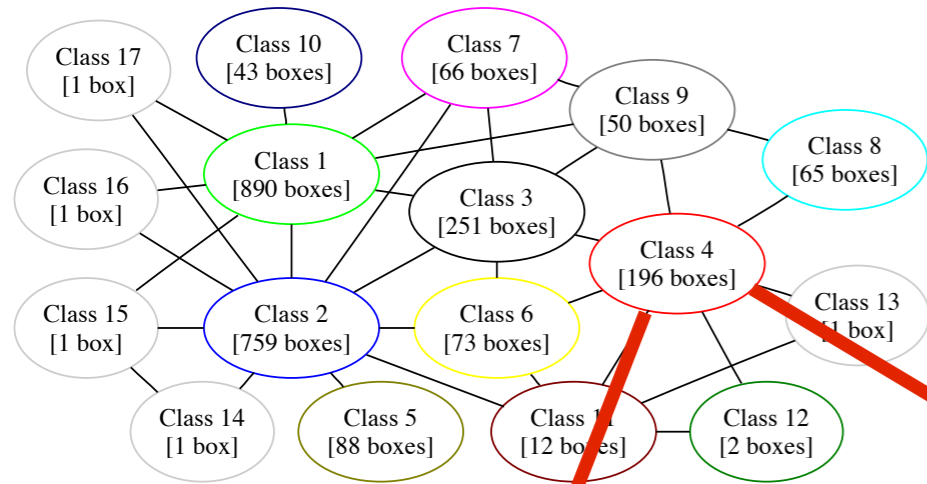 Class 17
[1 box]
Class 10
[43 boxes]
Class 7
[66 boxes]
Class 9
[50 boxes]
Class 8
[65 boxes]
Class 1
[890 boxes]
Class 16
[1 box]
Class 3
[251 boxes]
Class 4
[196 boxes]
Class 15
[1 box]
Class 2
[759 boxes]
Class 6
[73 boxes]
Class 13
[1 box]
Class 14
[1 box]
Class 5
[88 boxes]
Class 11
[12 boxes]
Class 12
[2 boxes]